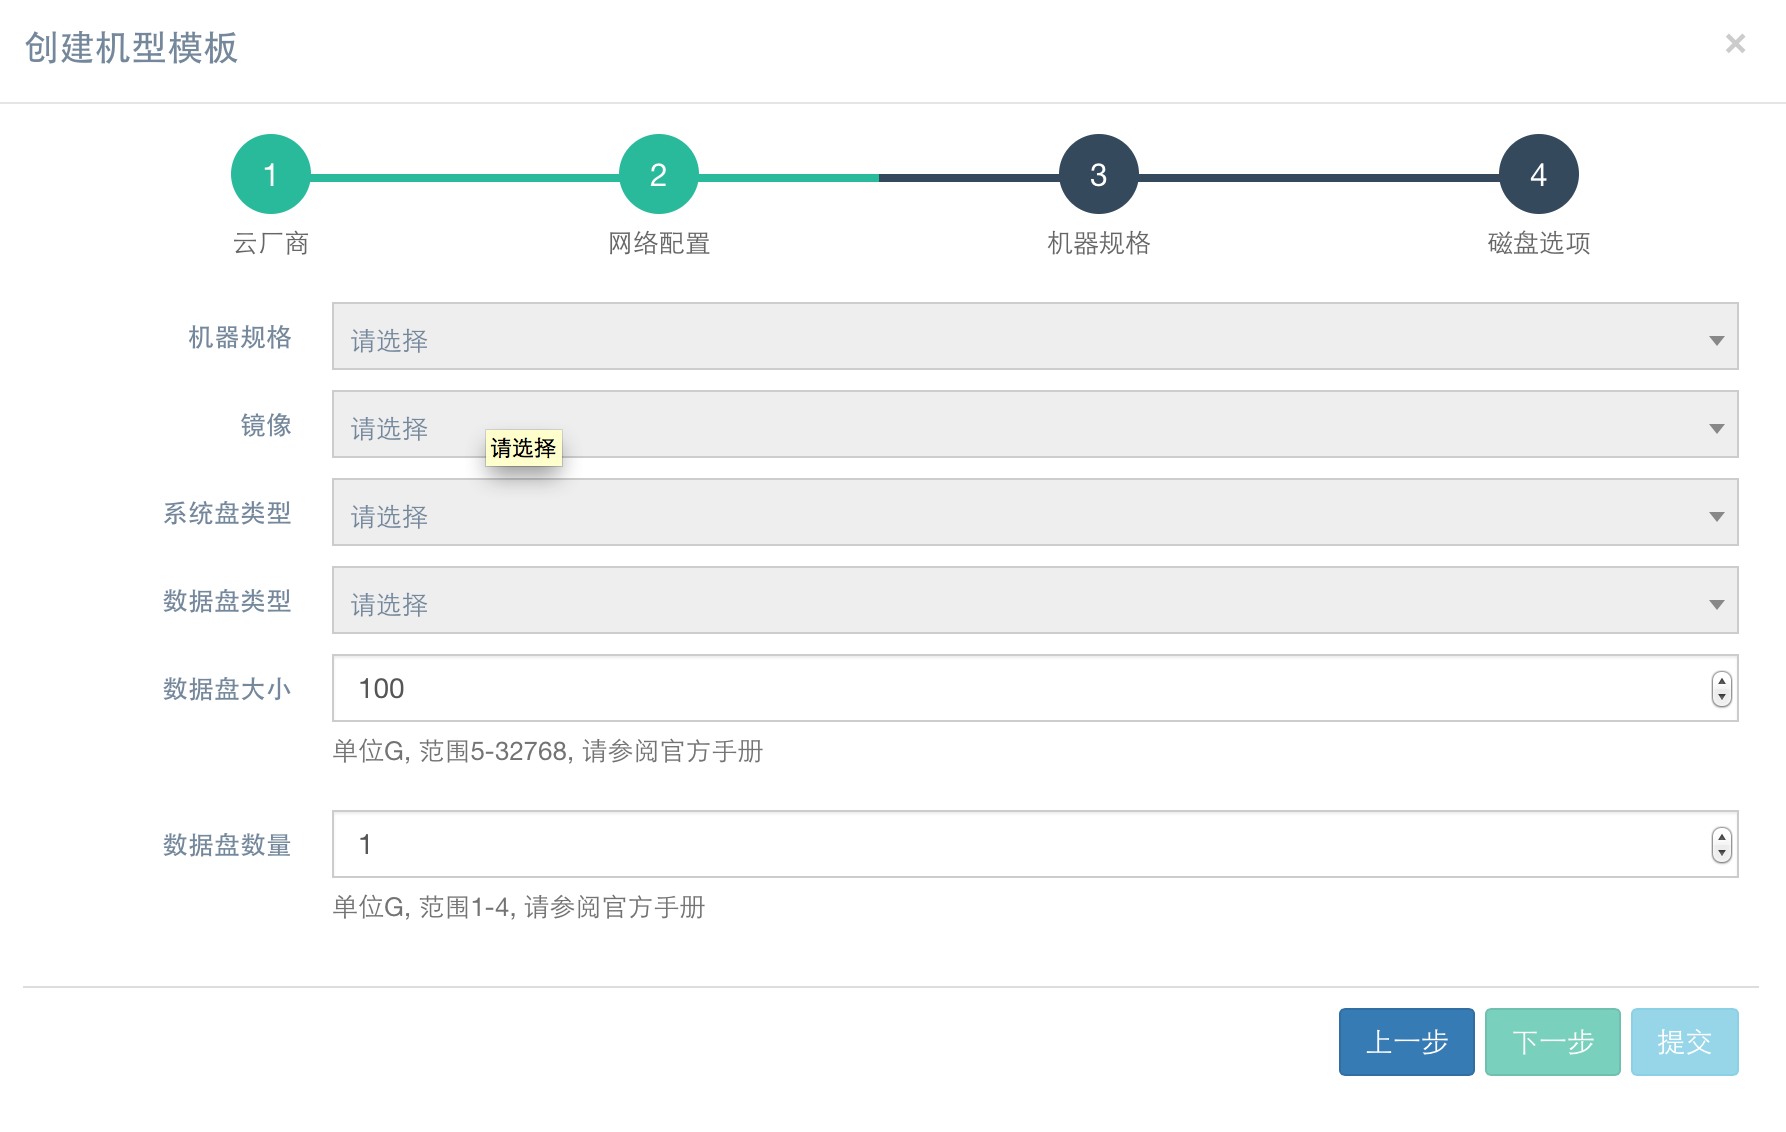 创建机型模板
×
1
2
3
4
云厂商
网络配置
机器规格
磁盘选项
机器规格
请选择
镜像
请选择
请选择
系统盘类型
请选择
数据盘类型
请选择
数据盘大小
100
单位G, 范围5-32768, 请参阅官方手册
数据盘数量
1
单位G, 范围1-4, 请参阅官方手册
上一步
下一步
提交